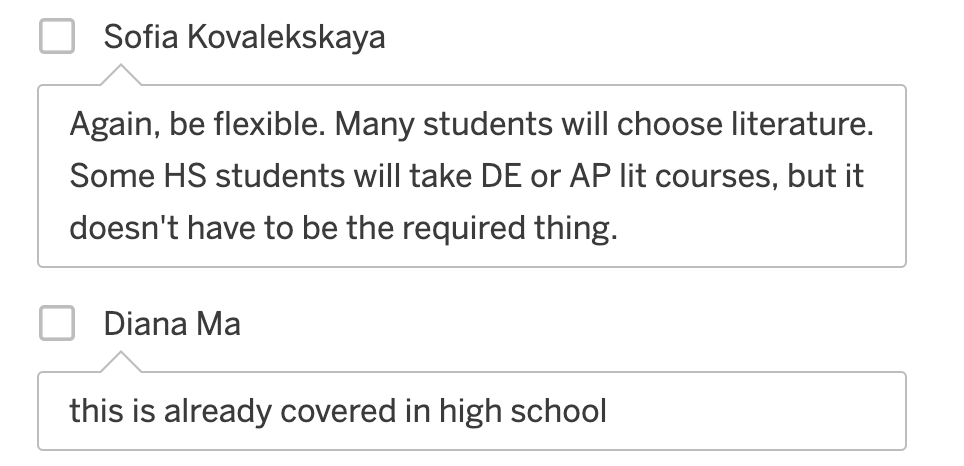 Sofia Kovalekskaya
Again, be flexible. Many students will choose literature.
Some HS students will take DE or AP lit courses, but it
doesn't have to be the required thing.
Diana Ma
this is already covered in high school